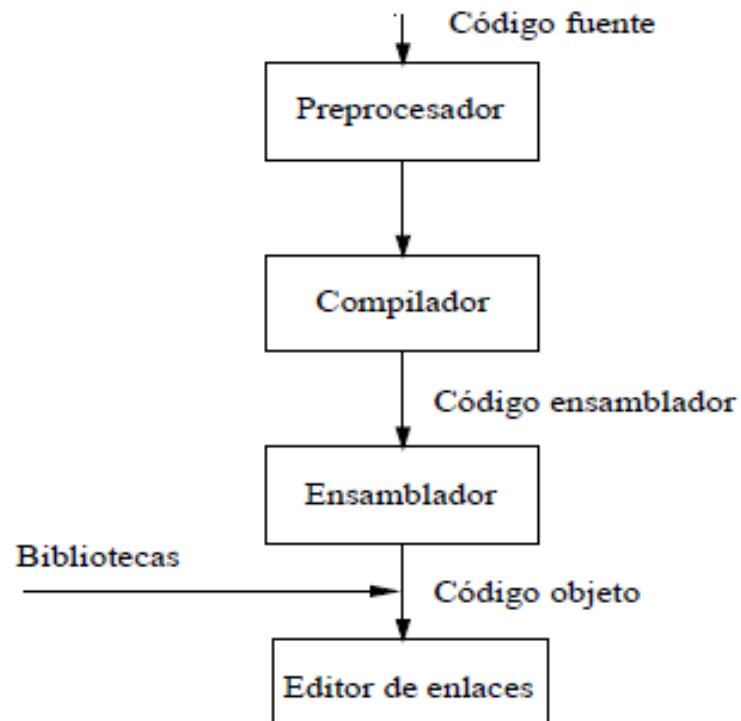 Código fuente
Preprocesador
Compilador
Código ensamblador
Ensamblador
Bibliotecas
Código objeto
Editor de enlaces